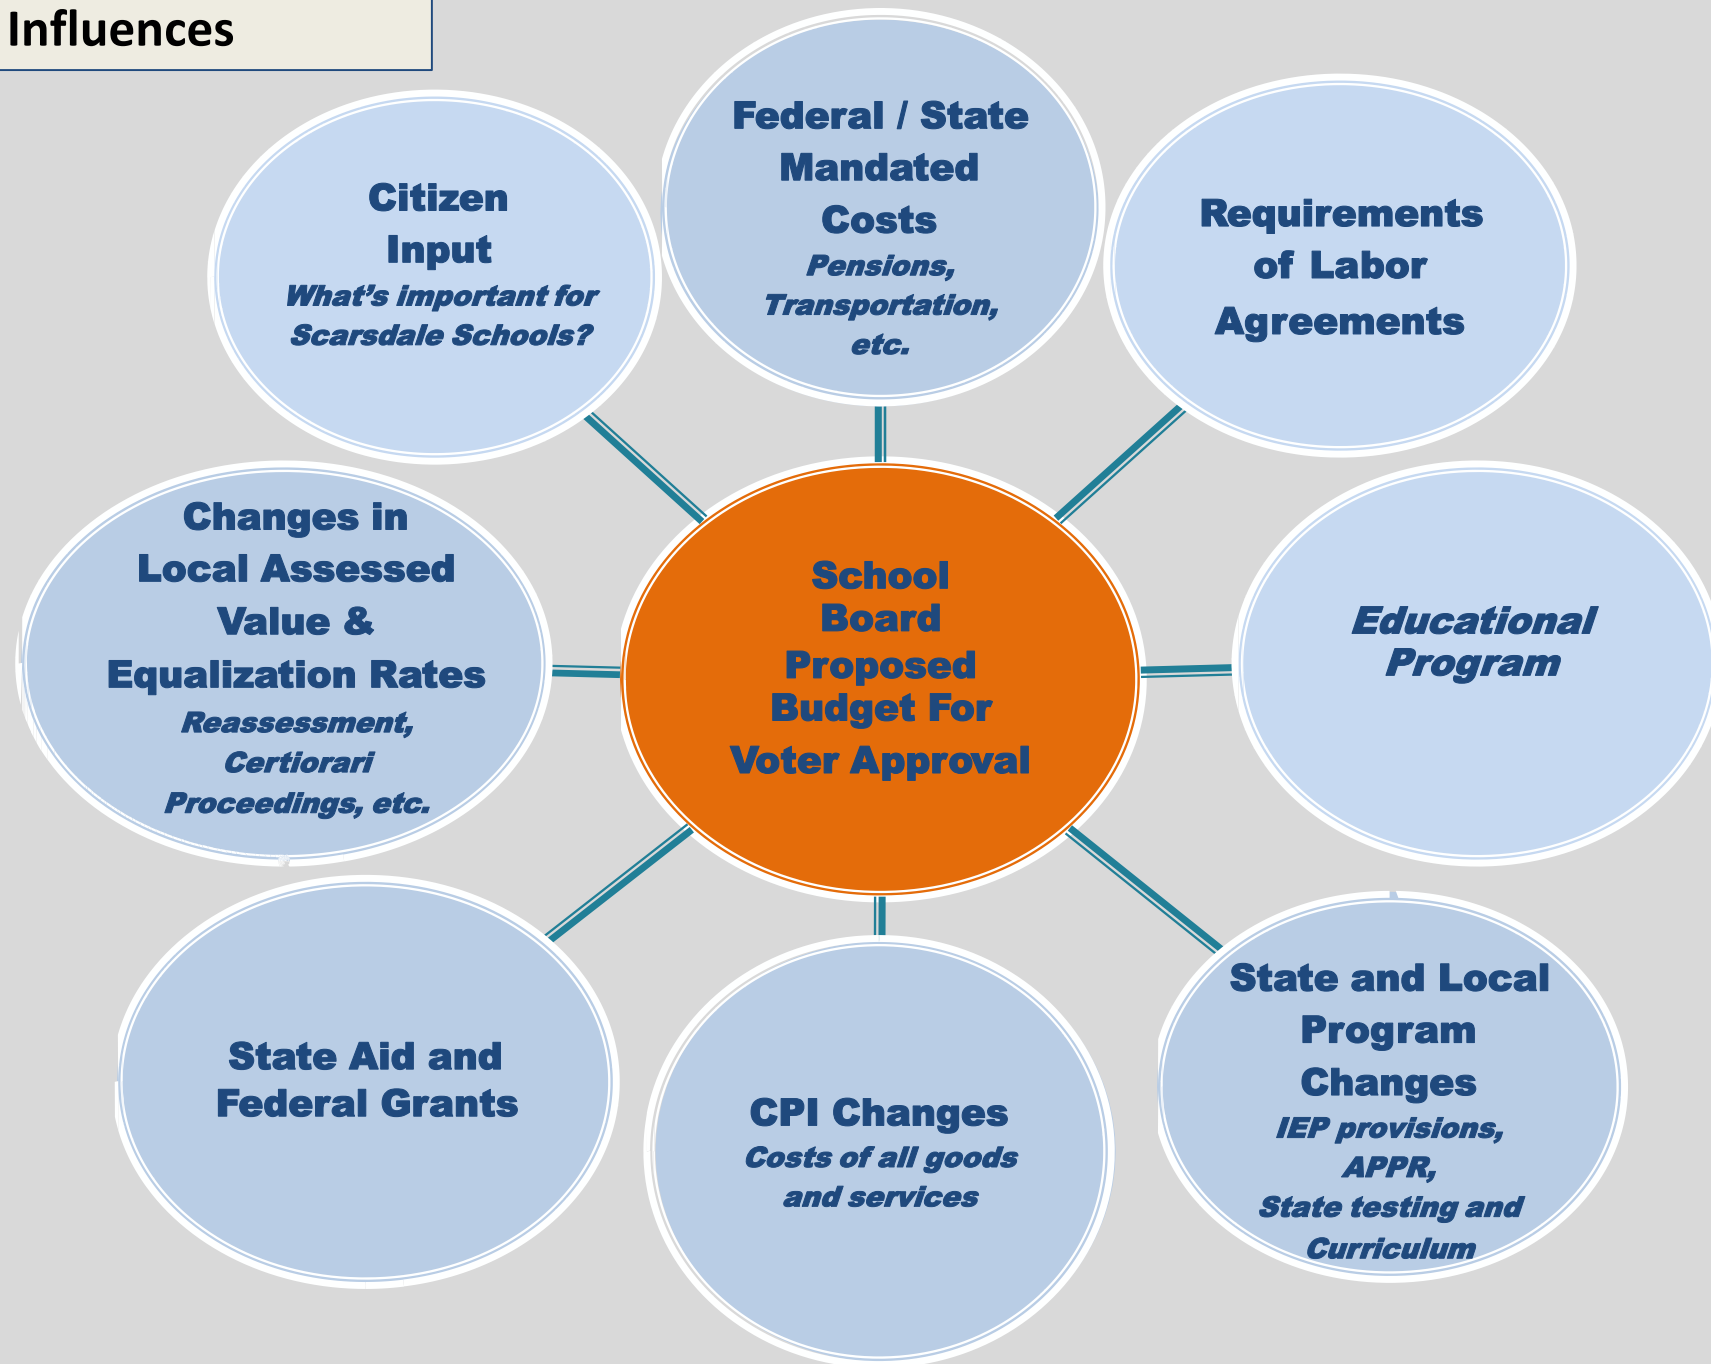 Influences
Federal / State
Mandated
Costs
Pensions,
Transportation,
etc.
Citizen
Input
What’s important for
Scarsdale Schools?
Requirements
of Labor
Agreements
Changes in
Local Assessed
Value &
Equalization Rates
Reassessment,
Certiorari
Proceedings, etc.
School
Board
Proposed
Budget For
Voter Approval
Educational
Program
State Aid and
Federal Grants
CPI Changes
Costs of all goods
and services
State and Local
Program
Changes
IEP provisions,
APPR,
State testing and
Curriculum